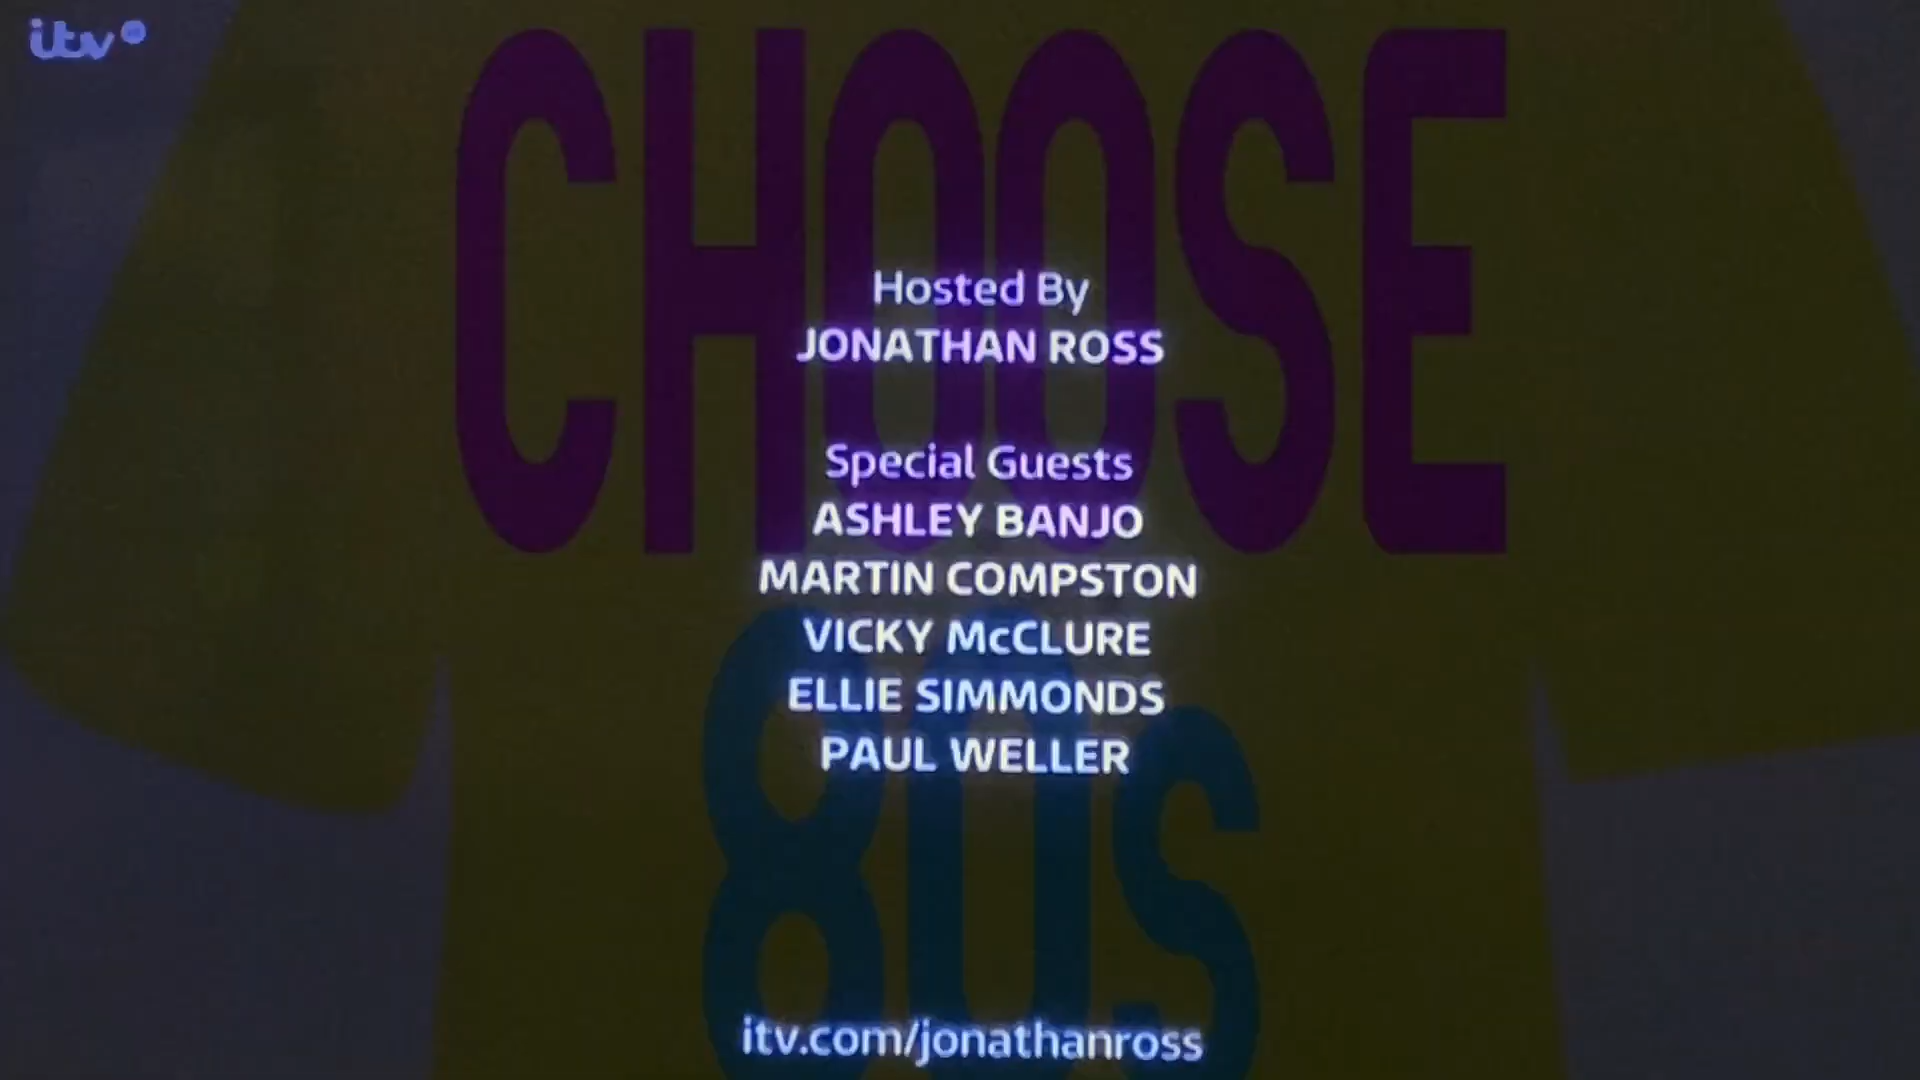 itv
CHOOSE
80s
Hosted By
JONATHAN ROSS
Special Guests
ASHLEY BANJO
MARTIN COMPSTON
VICKY McCLURE
ELLIE SIMMONDS
PAUL WELLER
itv.com/jonathanross